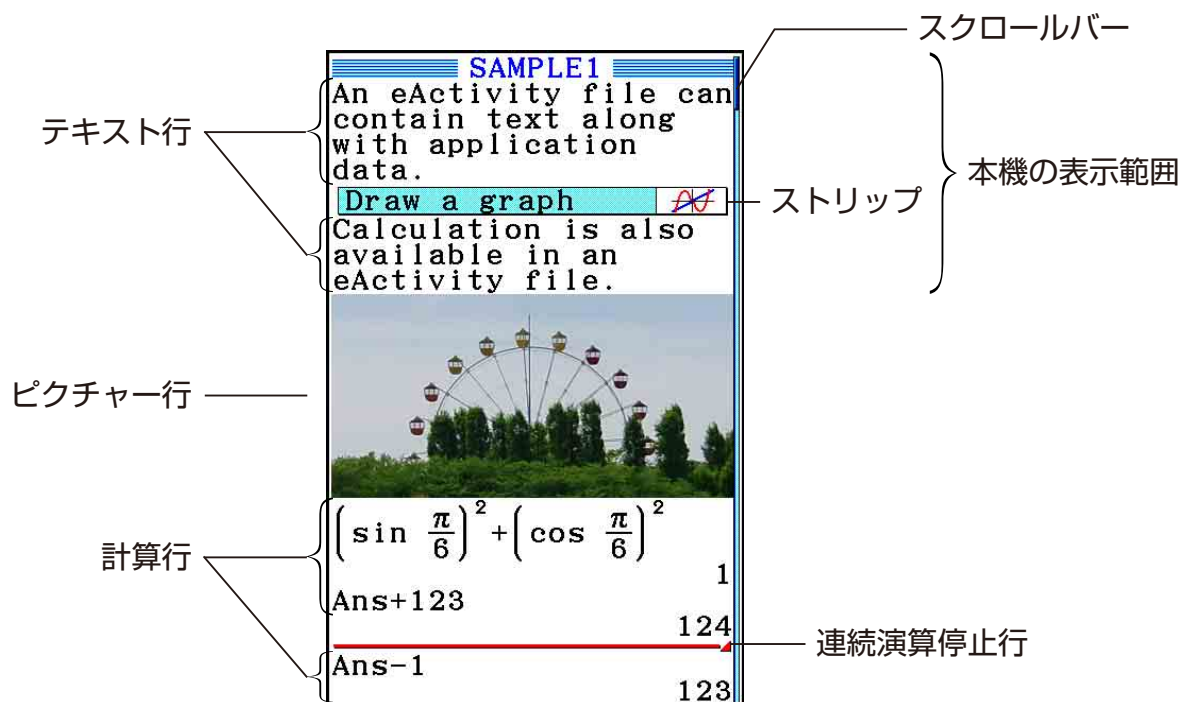 スクロールバー
SAMPLE1
An eActivity file can
contain text along
with application
data.
テキスト行
本機の表示範囲
Draw a graph
ストリップ
Calculation is also
available in an
eActivity file.
ピクチャー行
(sin π/6)²+(cos π/6)²
計算行
1
Ans+123
124
連続演算停止行
Ans−1
123